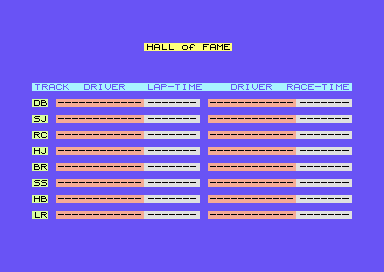 HALL of FAME
TRACK DRIVER LAP-TIME DRIVER RACE-TIME
DB ------------- ------- ------------- -------
SJ ------------- ------- ------------- -------
RC ------------- ------- ------------- -------
HJ ------------- ------- ------------- -------
BR ------------- ------- ------------- -------
SS ------------- ------- ------------- -------
HB ------------- ------- ------------- -------
LR ------------- ------- ------------- -------